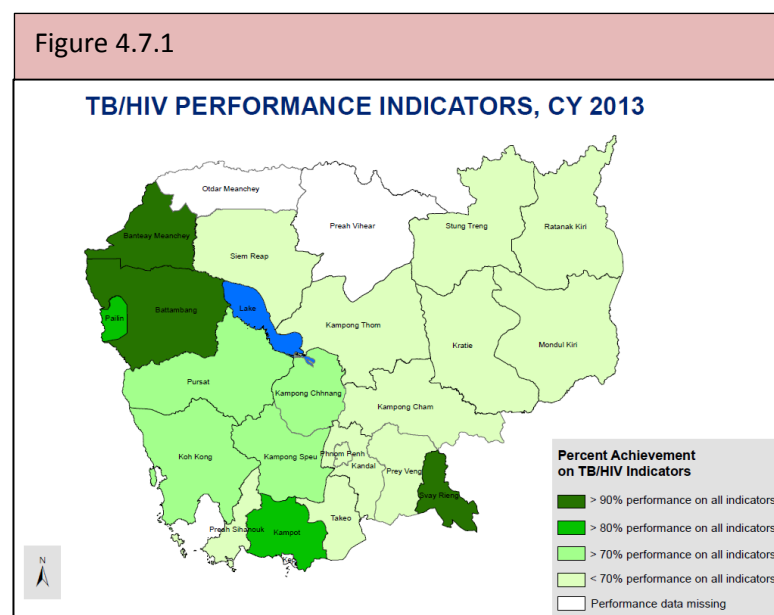 Figure 4.7.1
TB/HIV PERFORMANCE INDICATORS, CY 2013
Otdar Meanchey
Preah Vihear
Stung Treng
Ratanak Kiri
Banteay Meanchey
Siem Reap
Battambang
Pailin
Lake
Kampong Thom
Kratie
Mondul Kiri
Pursat
Kampong Chhnang
Kampong Cham
Koh Kong
Kampong Speu
Phnom Penh
Kandal
Prey Veng
Svay Rieng
Preah Sihanouk
Kampot
Takeo
N
Percent Achievement
on TB/HIV Indicators
> 90% performance on all indicators
> 80% performance on all indicators
> 70% performance on all indicators
< 70% performance on all indicators
Performance data missing